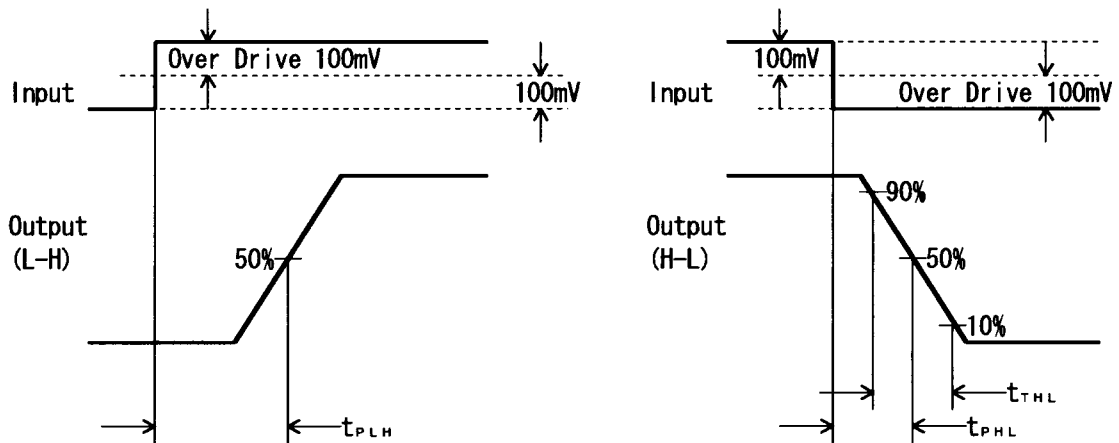 Over Drive 100mV
Input
100mV
Output
(L-H)
50%
tPLH
100mV
Input
Over Drive 100mV
90%
Output
(H-L)
50%
10%
tTHL
tPHL